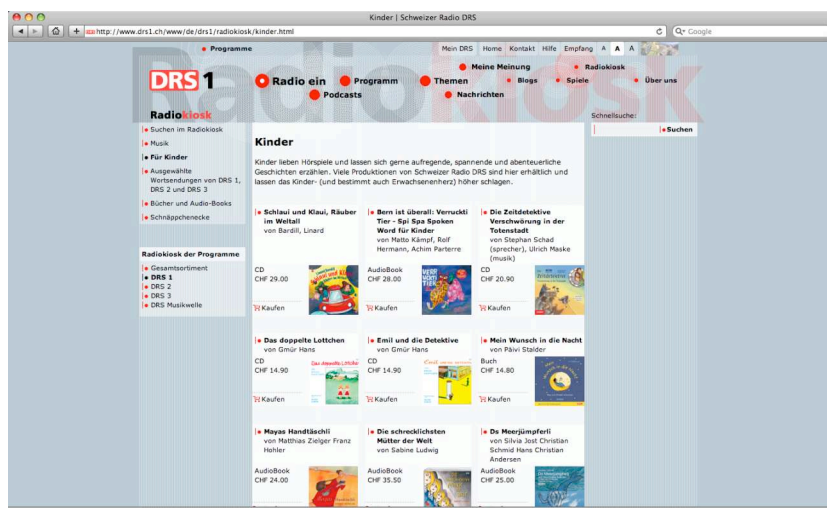 Kinder | Schweizer Radio DRS
http://www.drs1.ch/www/de/drs1/radiokiosk/kinder.html
Google
Programme
Mein DRS Home Kontakt Hilfe Empfang A A A
Radiokiosk
DRS 1
Radio ein
Programm
Themen
Meine Meinung
Radiokiosk
Blogs
Spiele
Über uns
Podcasts
Nachrichten
Radiokiosk
Suchen im Radiokiosk
Musik
Für Kinder
Ausgewählte
Wortsendungen von DRS 1,
DRS 2 und DRS 3
Bücher und Audio-Books
Schnäppchenecke
Radiokiosk der Programme
Gesamtsortiment
DRS 1
DRS 2
DRS 3
DRS Musikwelle
Schnellsuche:
Suchen
Kinder
Kinder lieben Hörspiele und lassen sich gerne aufregende, spannende und abenteuerliche
Geschichten erzählen. Viele Produktionen von Schweizer Radio DRS sind hier erhältlich und
lassen das Kinder- (und bestimmt auch Erwachsenenherz) höher schlagen.
Schlaui und Klaui, Räuber
im Weltall
von Bardill, Linard
CD
CHF 29.00
Kaufen
Bern ist überall: Verruckti
Tier - Spi Spa Spoken
Word für Kinder
von Matto Kämpf, Rolf
Hermann, Achim Parterre
AudioBook
CHF 28.00
Kaufen
Die Zeitdetektive
Verschwörung in der
Totenstadt
von Stephan Schad
(sprecher), Ulrich Maske
(musik)
CD
CHF 20.90
Kaufen
Das doppelte Lottchen
von Gmür Hans
CD
CHF 14.90
Kaufen
Emil und die Detektive
von Gmür Hans
CD
CHF 14.90
Kaufen
Mein Wunsch in die Nacht
von Päivi Stalder
Buch
CHF 14.80
Kaufen
Mayas Handtäschli
von Matthias Zielger Franz
Hohler
AudioBook
CHF 24.00
Die schrecklichsten
Mütter der Welt
von Sabine Ludwig
AudioBook
CHF 35.50
Ds Meerjümpferli
von Silvia Jost Christian
Schmid Hans Christian
Andersen
AudioBook
CHF 25.00